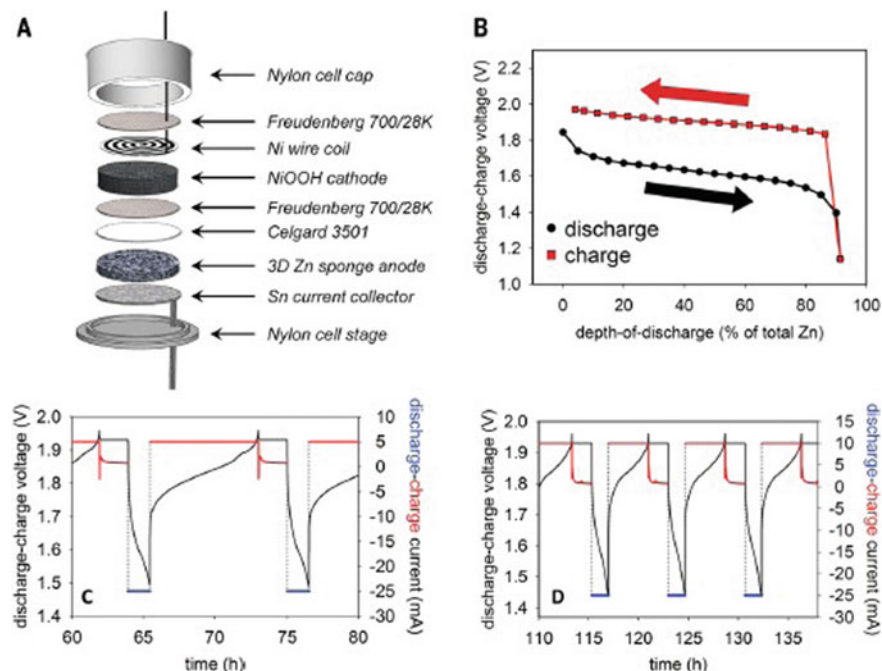 A
Nylon cell cap
Freudenberg 700/28K
Ni wire coil
NiOOH cathode
Freudenberg 700/28K
Celgard 3501
3D Zn sponge anode
Sn current collector
Nylon cell stage
B
discharge-charge voltage (V)
2.2
2.0
1.8
1.6
1.4
1.2
1.0
discharge
charge
0 20 40 60 80 100
depth-of-discharge (% of total Zn)
discharge-charge voltage (V)
2.0
1.9
1.8
1.7
1.6
1.5
1.4
C
10
5
0
-5
-10
-15
-20
-25
-30
discharge-charge current (mA)
60 65 70 75 80
time (h)
discharge-charge voltage (V)
2.0
1.9
1.8
1.7
1.6
1.5
1.4
D
15
10
5
0
-5
-10
-15
-20
-25
-30
discharge-charge current (mA)
110 115 120 125 130 135
time (h)